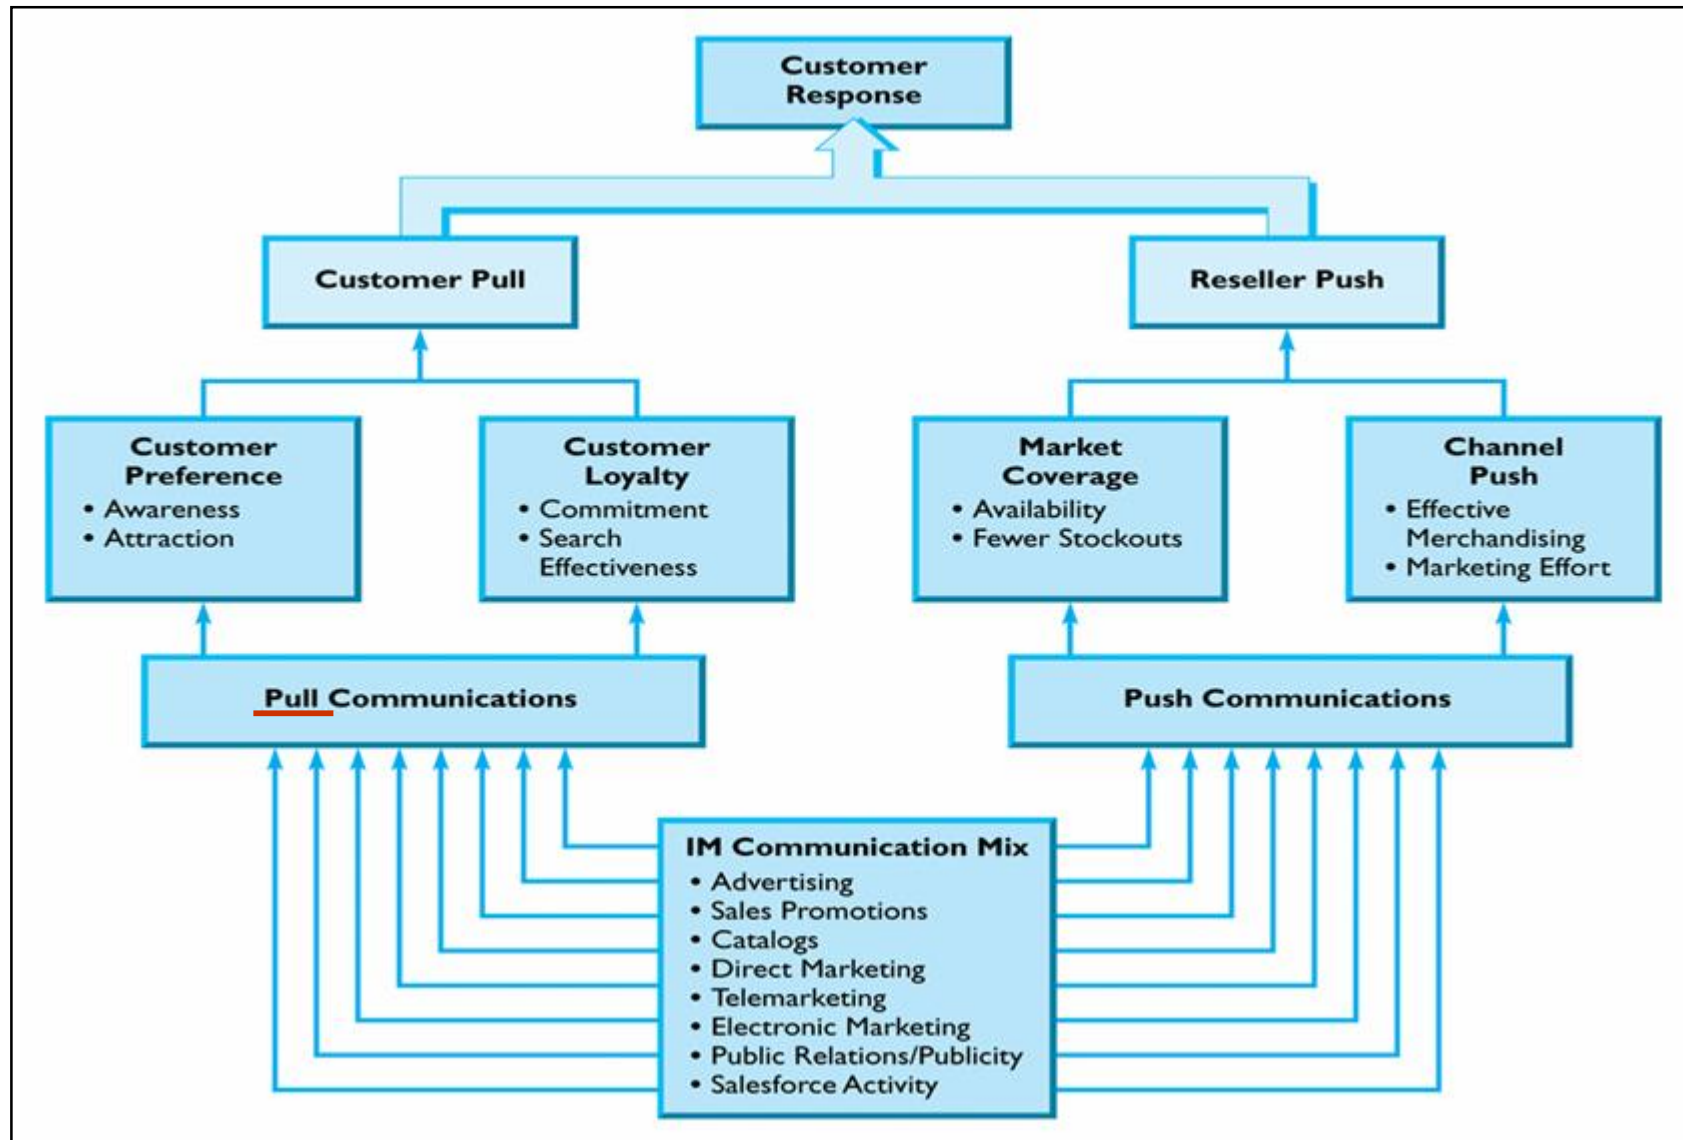 Customer
Response
Customer Pull
Reseller Push
Customer
Preference
• Awareness
• Attraction
Customer
Loyalty
• Commitment
• Search
Effectiveness
Market
Coverage
• Availability
• Fewer Stockouts
Channel
Push
• Effective
Merchandising
• Marketing Effort
Pull Communications
Push Communications
IM Communication Mix
• Advertising
• Sales Promotions
• Catalogs
• Direct Marketing
• Telemarketing
• Electronic Marketing
• Public Relations/Publicity
• Salesforce Activity